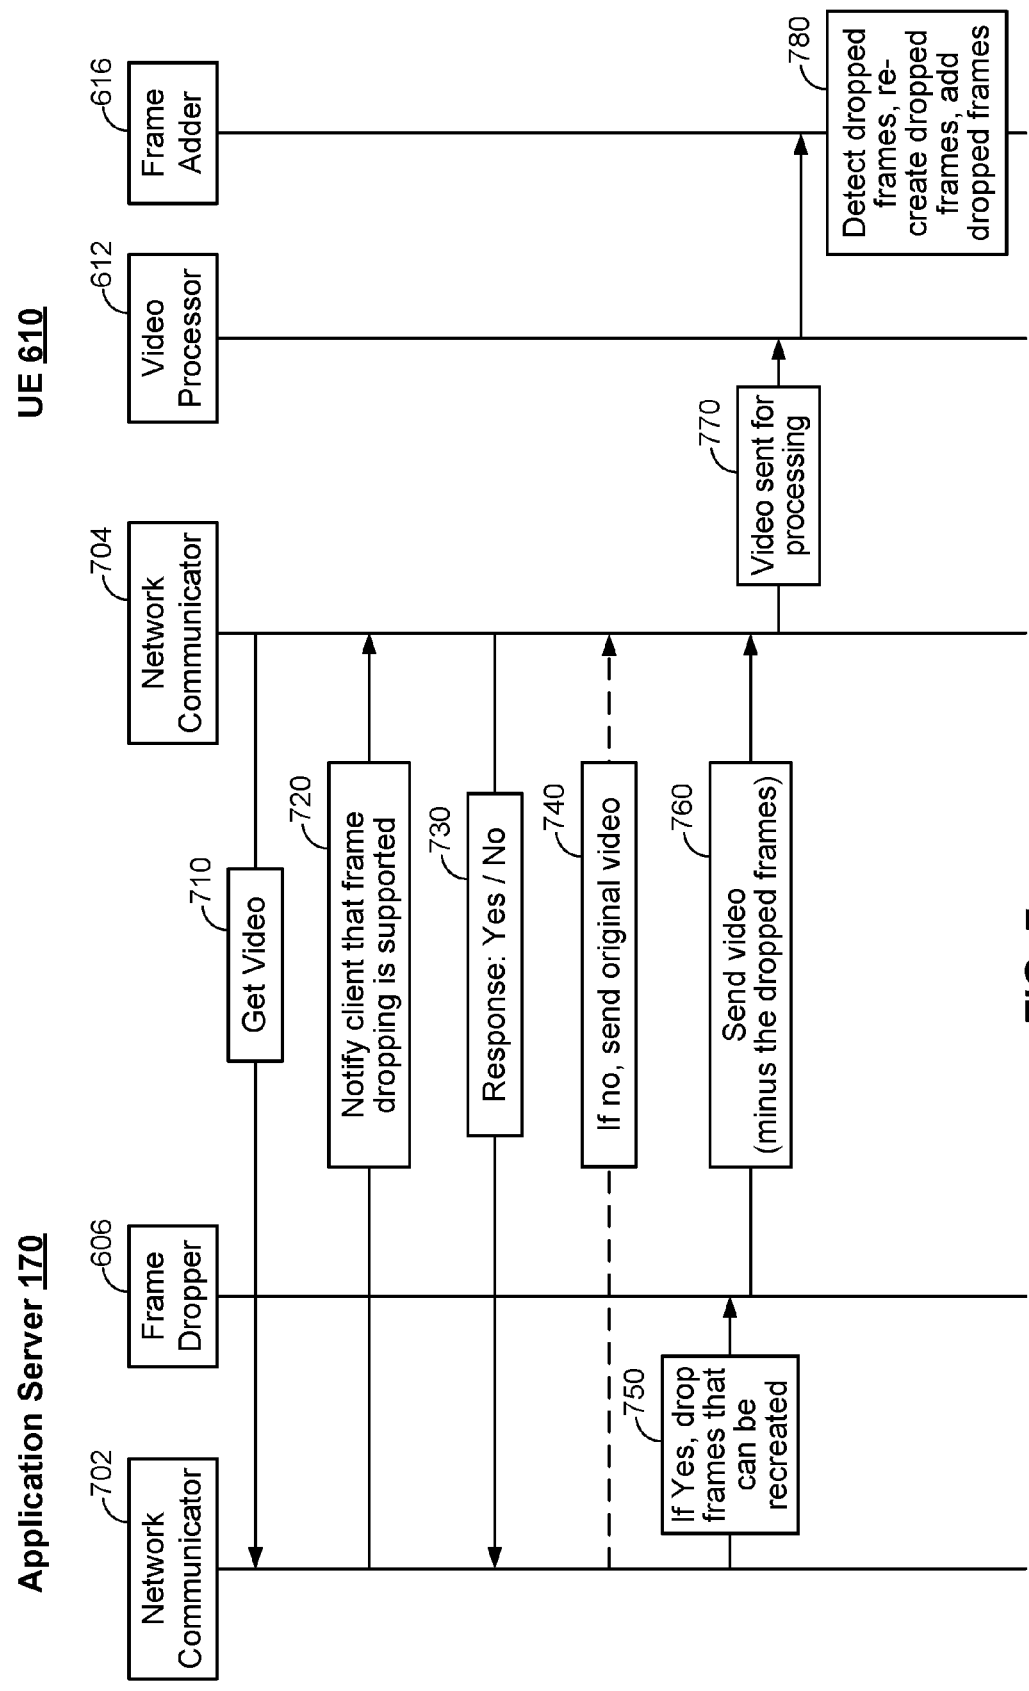 Application Server 170
UE 610
702
Network
Communicator
606
Frame
Dropper
704
Network
Communicator
612
Video
Processor
616
Frame
Adder
710
Get Video
720
Notify client that frame
dropping is supported
730
Response: Yes / No
740
If no, send original video
750
If Yes, drop
frames that
can be
recreated
760
Send video
(minus the dropped frames)
770
Video sent for
processing
780
Detect dropped
frames, re-
create dropped
frames, add
dropped frames